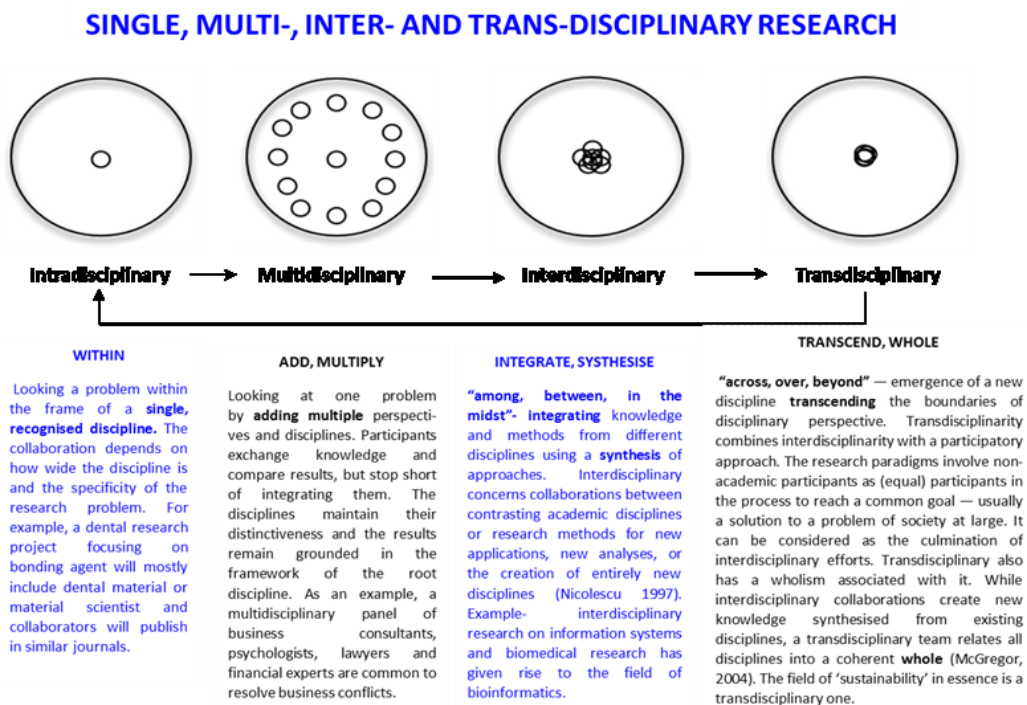 SINGLE, MULTI-, INTER- AND TRANS-DISCIPLINARY RESEARCH
Intradisciplinary
Multidisciplinary
Interdisciplinary
Transdisciplinary
WITHIN
Looking a problem within
the frame of a single,
recognised discipline. The
collaboration depends on
how wide the discipline is
and the specificity of the
research problem. For
example, a dental research
project focusing on
bonding agent will mostly
include dental material or
material scientist and
collaborators will publish
in similar journals.
ADD, MULTIPLY
Looking at one problem
by adding multiple perspecti-
ves and disciplines. Participants
exchange knowledge and
compare results, but stop short
of integrating them. The
disciplines maintain their
distinctiveness and the results
remain grounded in the
framework of the root
discipline. As an example, a
multidisciplinary panel of
business consultants,
psychologists, lawyers and
financial experts are common to
resolve business conflicts.
INTEGRATE, SYSTHESISE
“among, between, in the
midst”- integrating knowledge
and methods from different
disciplines using a synthesis of
approaches. Interdisciplinary
concerns collaborations between
contrasting academic disciplines
or research methods for new
applications, new analyses, or
the creation of entirely new
disciplines (Nicolescu 1997).
Example- interdisciplinary
research on information systems
and biomedical research has
given rise to the field of
bioinformatics.
TRANSCEND, WHOLE
“across, over, beyond” — emergence of a new
discipline transcending the boundaries of
disciplinary perspective. Transdisciplinarity
combines interdisciplinarity with a participatory
approach. The research paradigms involve non-
academic participants as (equal) participants in
the process to reach a common goal — usually
a solution to a problem of society at large. It
can be considered as the culmination of
interdisciplinary efforts. Transdisciplinary also
has a wholism associated with it. While
interdisciplinary collaborations create new
knowledge synthesised from existing
disciplines, a transdisciplinary team relates all
disciplines into a coherent whole (McGregor,
2004). The field of ‘sustainability’ in essence is a
transdisciplinary one.